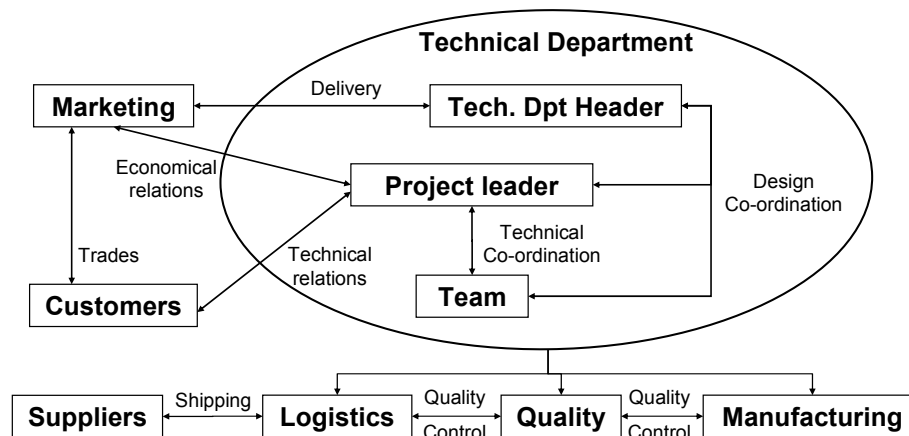 Technical Department
Delivery
Marketing
Tech. Dpt Header
Economical
relations
Project leader
Design
Co-ordination
Trades
Technical
relations
Technical
Co-ordination
Customers
Team
Shipping
Quality
Quality
Suppliers
Logistics
Quality
Manufacturing
Control
Control